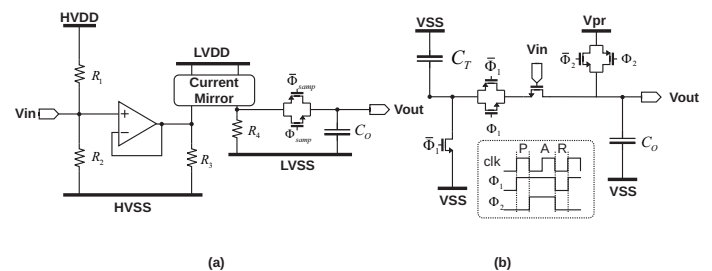 HVDD
R1
Vin
+
−
R2
R3
HVSS
LVDD
Current
Mirror
R4
Φ̅samp
Φsamp
CO
Vout
LVSS
(a)
VSS
CT
Φ̅1
Φ1
Vin
Vpr
Φ̅2
Φ2
Vout
Φ̅1
VSS
CO
VSS
P A R
clk
Φ1
Φ2
(b)